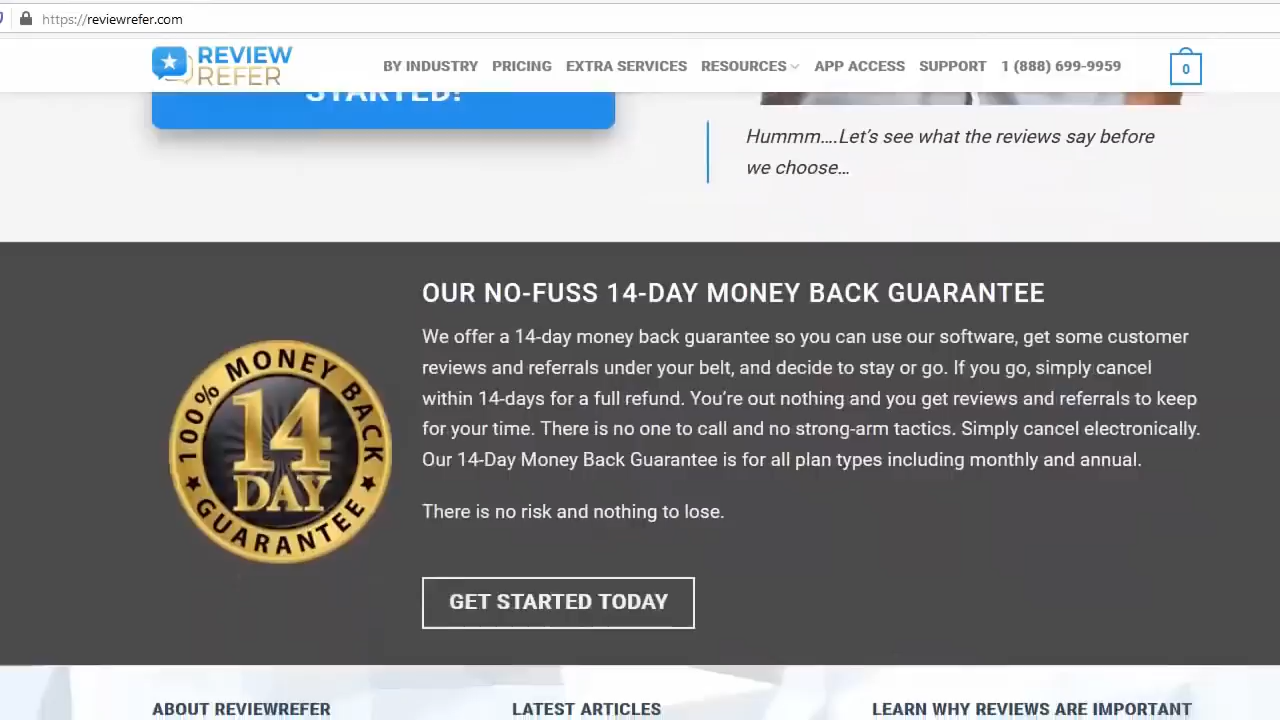 https://reviewrefer.com
REVIEW
REFER
BY INDUSTRY PRICING EXTRA SERVICES RESOURCES APP ACCESS SUPPORT 1 (888) 699-9959
0
STARTED!
Hummm....Let's see what the reviews say before
we choose...
OUR NO-FUSS 14-DAY MONEY BACK GUARANTEE
We offer a 14-day money back guarantee so you can use our software, get some customer
reviews and referrals under your belt, and decide to stay or go. If you go, simply cancel
within 14-days for a full refund. You’re out nothing and you get reviews and referrals to keep
for your time. There is no one to call and no strong-arm tactics. Simply cancel electronically.
Our 14-Day Money Back Guarantee is for all plan types including monthly and annual.
There is no risk and nothing to lose.
100% MONEY BACK
14
DAY
GUARANTEE
GET STARTED TODAY
ABOUT REVIEWREFER
LATEST ARTICLES
LEARN WHY REVIEWS ARE IMPORTANT